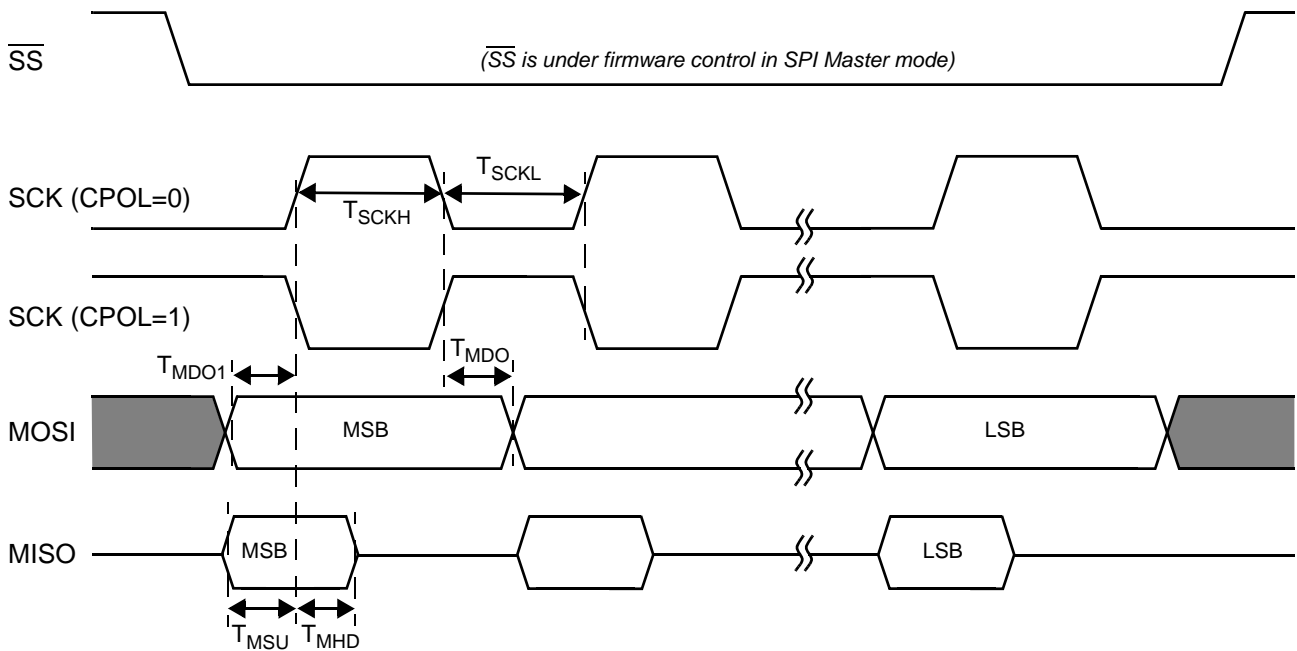 SS
(SS is under firmware control in SPI Master mode)
TSCKL
SCK (CPOL=0)
TSCKH
SCK (CPOL=1)
TMDO1
TMDO
MOSI
MSB
LSB
MISO
MSB
LSB
TMSU
TMHD